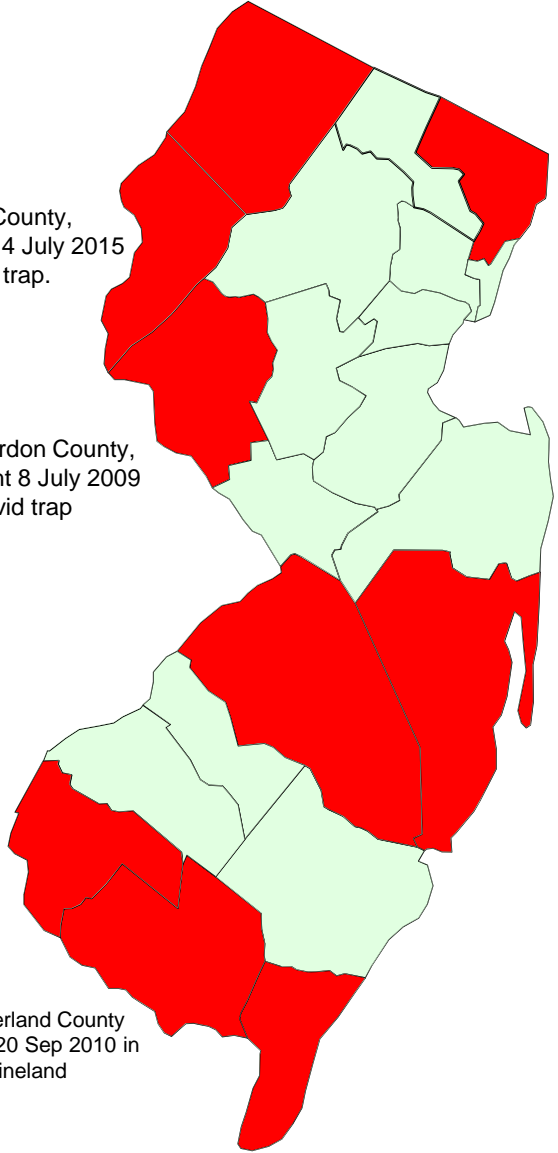 County,
4 July 2015
trap.
rdon County,
nt 8 July 2009
vid trap
erland County
20 Sep 2010 in
ineland